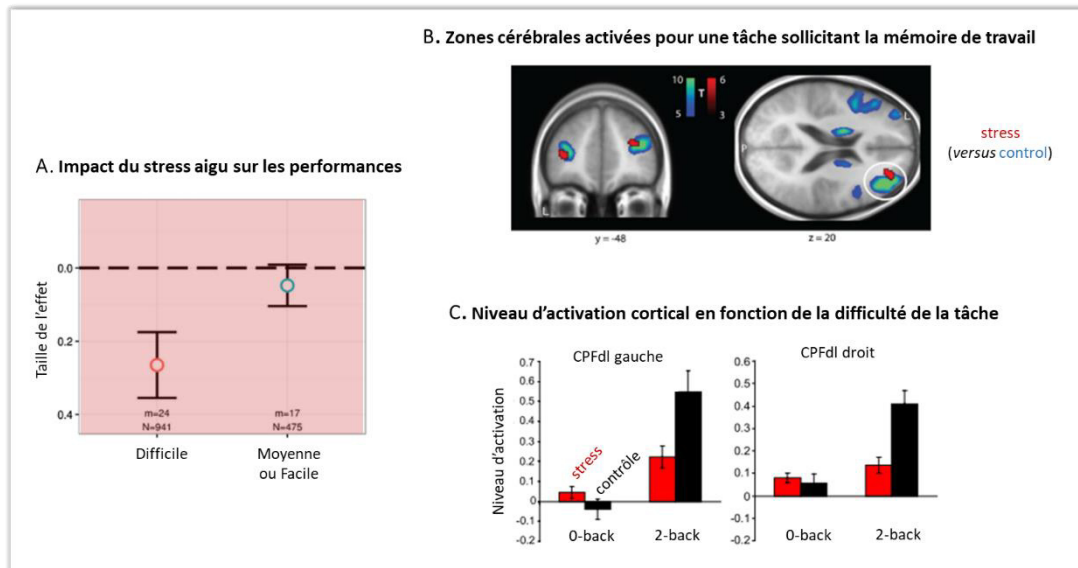 B. Zones cérébrales activées pour une tâche sollicitant la mémoire de travail
10
6
T
5
3
L
P
L
y = -48
z = 20
stress
(versus control)
A. Impact du stress aigu sur les performances
Taille de l'effet
0.0
0.2
0.4
m=24
N=941
m=17
N=475
Difficile
Moyenne
ou Facile
C. Niveau d'activation cortical en fonction de la difficulté de la tâche
CPFdl gauche
Niveau d'activation
0.7
0.6
0.5
0.4
0.3
0.2
0.1
0
-0.1
-0.2
stress
contrôle
0-back
2-back
CPFdl droit
0.6
0.5
0.4
0.3
0.2
0.1
0
-0.1
-0.2
0-back
2-back